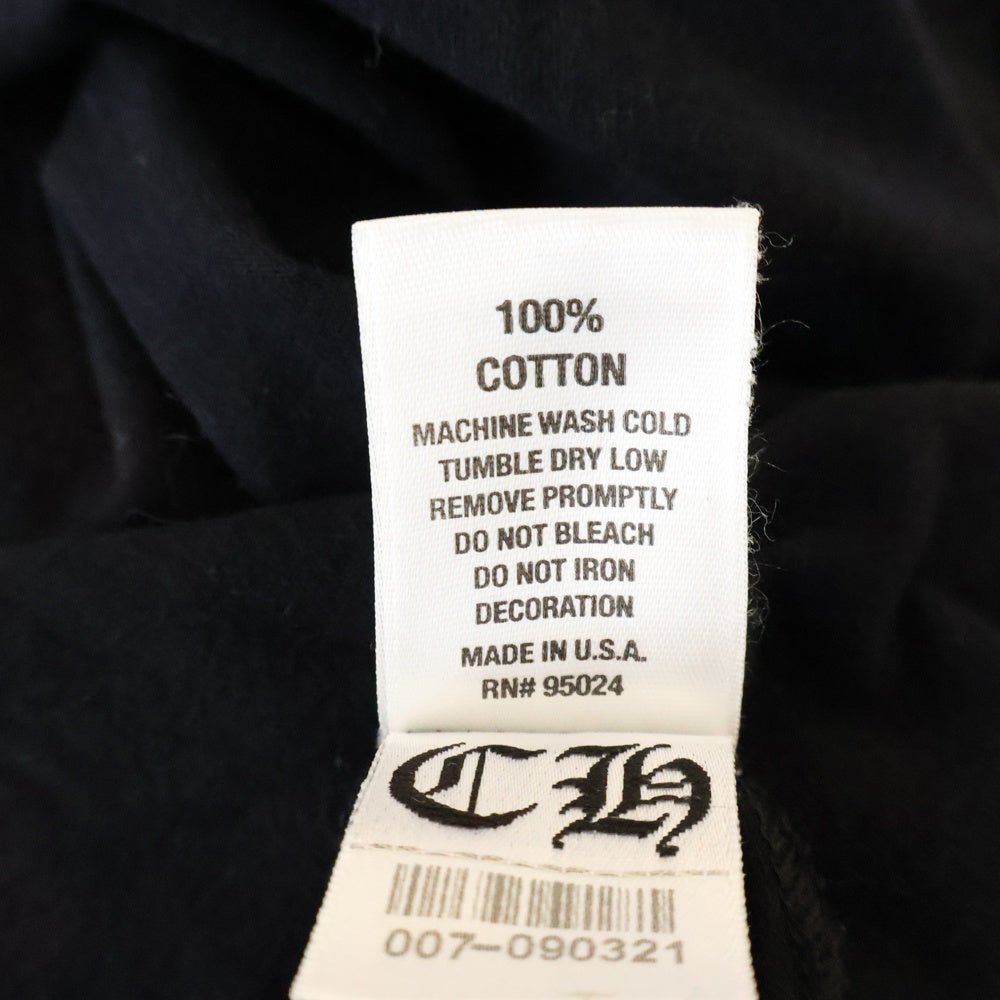 100%
COTTON
MACHINE WASH COLD
TUMBLE DRY LOW
REMOVE PROMPTLY
DO NOT BLEACH
DO NOT IRON
DECORATION
MADE IN U.S.A.
RN# 95024
CH
007-090321